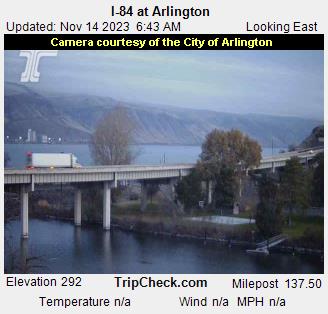 I-84 at Arlington
Updated: Nov 14 2023 6:43 AM Looking East
Camera courtesy of the City of Arlington
Elevation 292 TripCheck.com Milepost 137.50
Temperature n/a Wind n/a MPH n/a